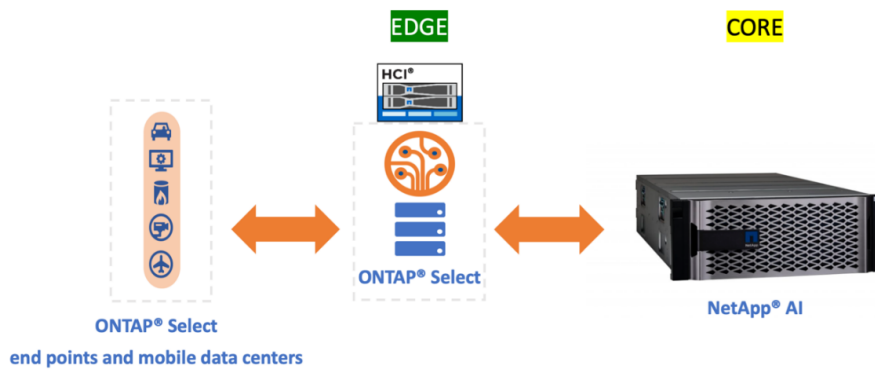 EDGE
CORE
HCI®
ONTAP® Select
NetApp® AI
ONTAP® Select
end points and mobile data centers